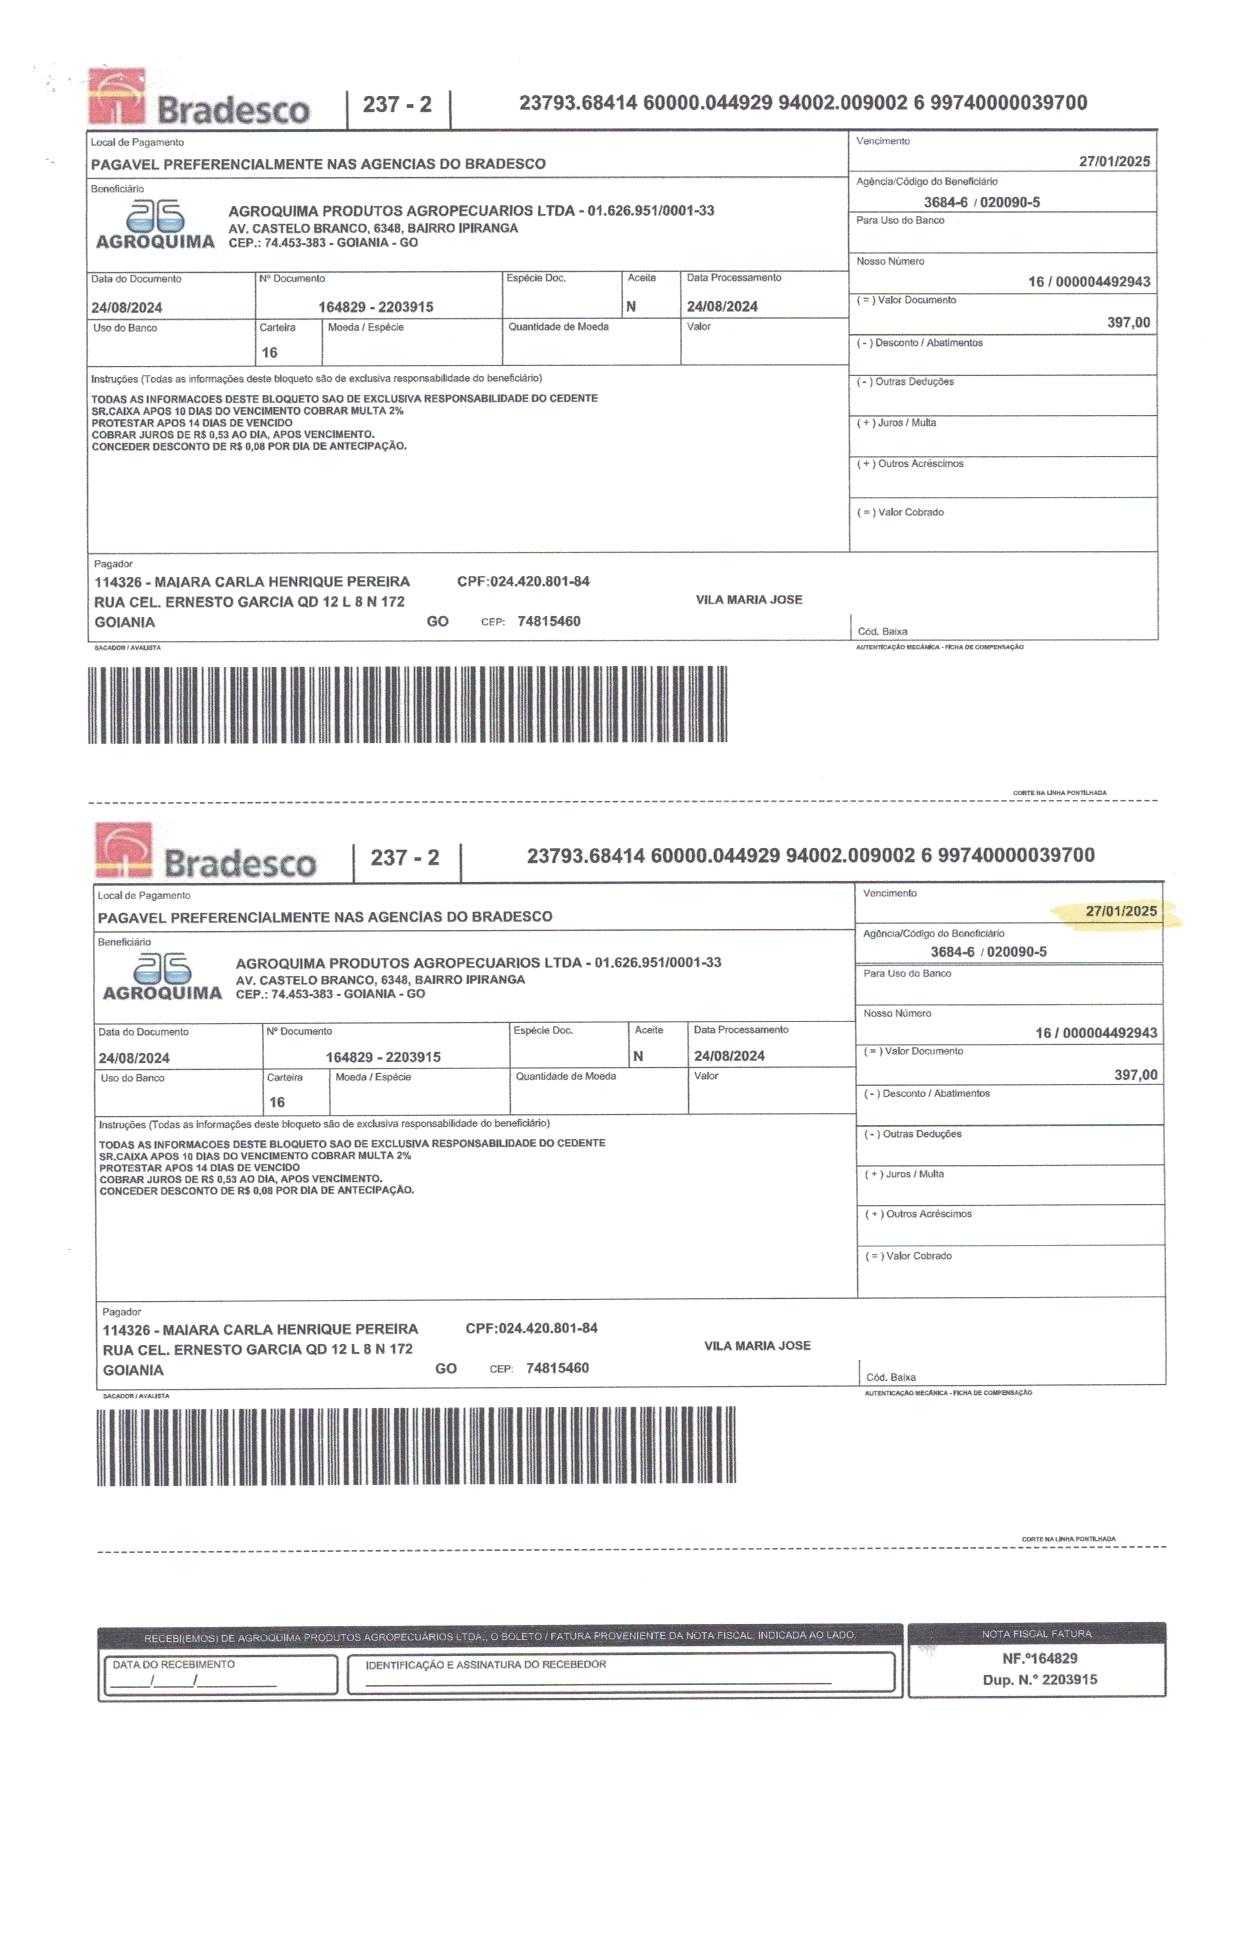 Bradesco 237 - 2 23793.68414 60000.044929 94002.009002 6 99740000039700
Local de Pagamento
PAGAVEL PREFERENCIALMENTE NAS AGENCIAS DO BRADESCO
Vencimento
27/01/2025
Beneficiário
AGROQUIMA
AGROQUIMA PRODUTOS AGROPECUARIOS LTDA - 01.626.951/0001-33
AV. CASTELO BRANCO, 6348, BAIRRO IPIRANGA
CEP.: 74.453-383 - GOIANIA - GO
Agência/Código do Beneficiário
3684-6 / 020090-5
Para Uso do Banco
Nosso Número
16 / 000004492943
Data do Documento Nº Documento Espécie Doc. Aceite Data Processamento
24/08/2024 164829 - 2203915 N 24/08/2024
( = ) Valor Documento
397,00
Uso do Banco Carteira Moeda / Espécie Quantidade de Moeda Valor
16
( - ) Desconto / Abatimentos
Instruções (Todas as informações deste bloqueto são de exclusiva responsabilidade do beneficiário)
TODAS AS INFORMACOES DESTE BLOQUETO SAO DE EXCLUSIVA RESPONSABILIDADE DO CEDENTE
SR.CAIXA APOS 10 DIAS DO VENCIMENTO COBRAR MULTA 2%
PROTESTAR APOS 14 DIAS DE VENCIDO
COBRAR JUROS DE R$ 0,53 AO DIA, APOS VENCIMENTO.
CONCEDER DESCONTO DE R$ 0,08 POR DIA DE ANTECIPAÇÃO.
( - ) Outras Deduções
( + ) Juros / Multa
( + ) Outros Acréscimos
( = ) Valor Cobrado
Pagador
114326 - MAIARA CARLA HENRIQUE PEREIRA CPF:024.420.801-84
RUA CEL. ERNESTO GARCIA QD 12 L 8 N 172 VILA MARIA JOSE
GOIANIA GO CEP: 74815460
Cód. Baixa
SACADOR / AVALISTA AUTENTICAÇÃO MECÂNICA - FICHA DE COMPENSAÇÃO
CORTE NA LINHA PONTILHADA
Bradesco 237 - 2 23793.68414 60000.044929 94002.009002 6 99740000039700
Local de Pagamento
PAGAVEL PREFERENCIALMENTE NAS AGENCIAS DO BRADESCO
Vencimento
27/01/2025
Beneficiário
AGROQUIMA
AGROQUIMA PRODUTOS AGROPECUARIOS LTDA - 01.626.951/0001-33
AV. CASTELO BRANCO, 6348, BAIRRO IPIRANGA
CEP.: 74.453-383 - GOIANIA - GO
Agência/Código do Beneficiário
3684-6 / 020090-5
Para Uso do Banco
Nosso Número
16 / 000004492943
Data do Documento Nº Documento Espécie Doc. Aceite Data Processamento
24/08/2024 164829 - 2203915 N 24/08/2024
( = ) Valor Documento
397,00
Uso do Banco Carteira Moeda / Espécie Quantidade de Moeda Valor
16
( - ) Desconto / Abatimentos
Instruções (Todas as informações deste bloqueto são de exclusiva responsabilidade do beneficiário)
TODAS AS INFORMACOES DESTE BLOQUETO SAO DE EXCLUSIVA RESPONSABILIDADE DO CEDENTE
SR.CAIXA APOS 10 DIAS DO VENCIMENTO COBRAR MULTA 2%
PROTESTAR APOS 14 DIAS DE VENCIDO
COBRAR JUROS DE R$ 0,53 AO DIA, APOS VENCIMENTO.
CONCEDER DESCONTO DE R$ 0,08 POR DIA DE ANTECIPAÇÃO.
( - ) Outras Deduções
( + ) Juros / Multa
( + ) Outros Acréscimos
( = ) Valor Cobrado
Pagador
114326 - MAIARA CARLA HENRIQUE PEREIRA CPF:024.420.801-84
RUA CEL. ERNESTO GARCIA QD 12 L 8 N 172 VILA MARIA JOSE
GOIANIA GO CEP: 74815460
Cód. Baixa
SACADOR / AVALISTA AUTENTICAÇÃO MECÂNICA - FICHA DE COMPENSAÇÃO
CORTE NA LINHA PONTILHADA
RECEBI(EMOS) DE AGROQUIMA PRODUTOS AGROPECUÁRIOS LTDA., O BOLETO / FATURA PROVENIENTE DA NOTA FISCAL, INDICADA AO LADO. NOTA FISCAL FATURA
DATA DO RECEBIMENTO IDENTIFICAÇÃO E ASSINATURA DO RECEBEDOR
____/____/________
NF.º164829
Dup. N.° 2203915